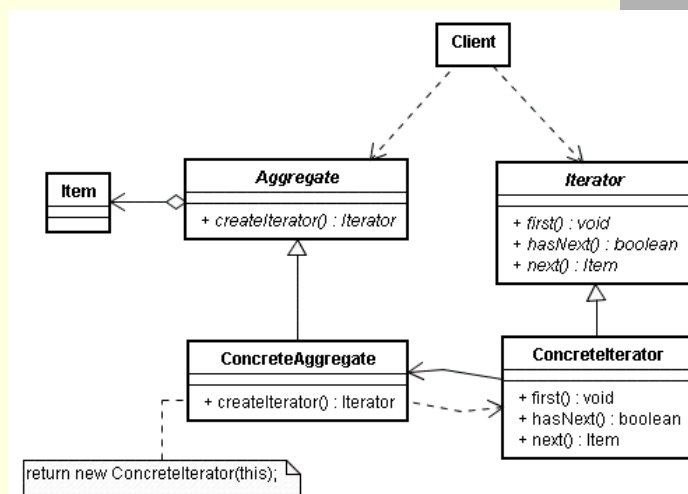 Client
Item
Aggregate
+ createIterator() : Iterator
Iterator
+ first() : void
+ hasNext() : boolean
+ next() : Item
ConcreteAggregate
+ createIterator() : Iterator
ConcreteIterator
+ first() : void
+ hasNext() : boolean
+ next() : Item
return new ConcreteIterator(this);